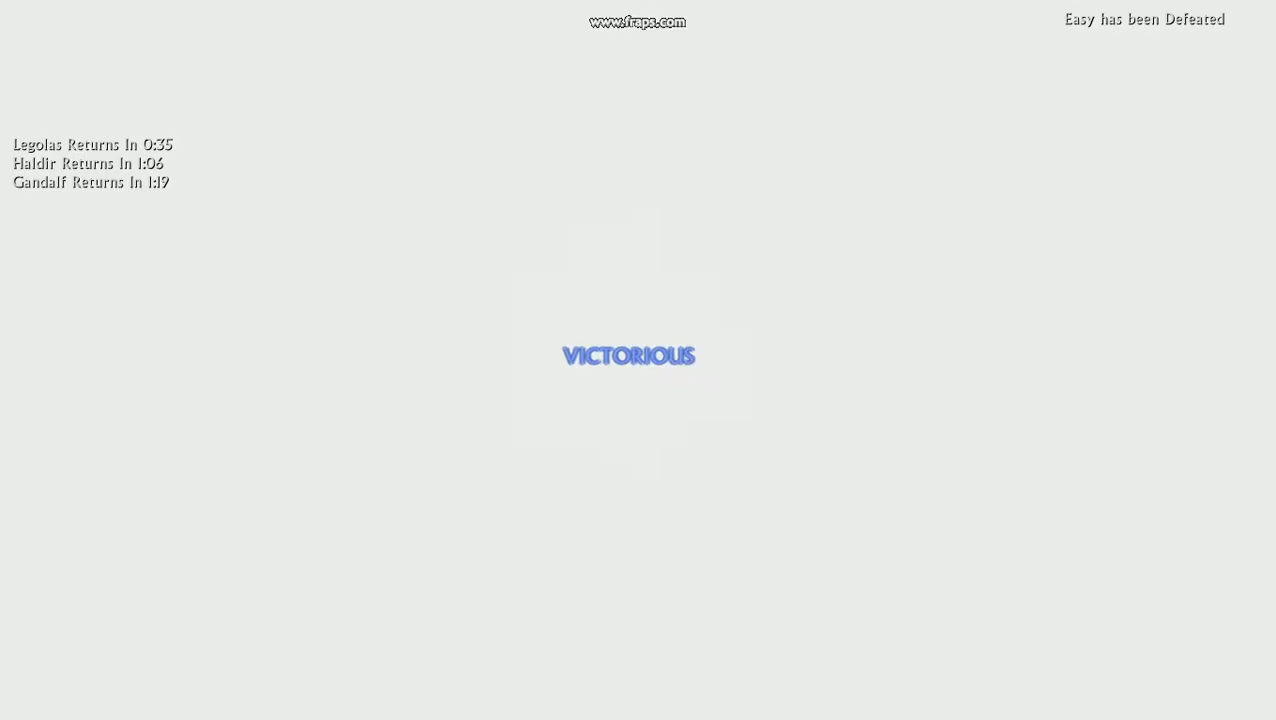 www.fraps.com
Easy has been Defeated
Legolas Returns In 0:35
Haldir Returns In 1:06
Gandalf Returns In 1:19
VICTORIOUS